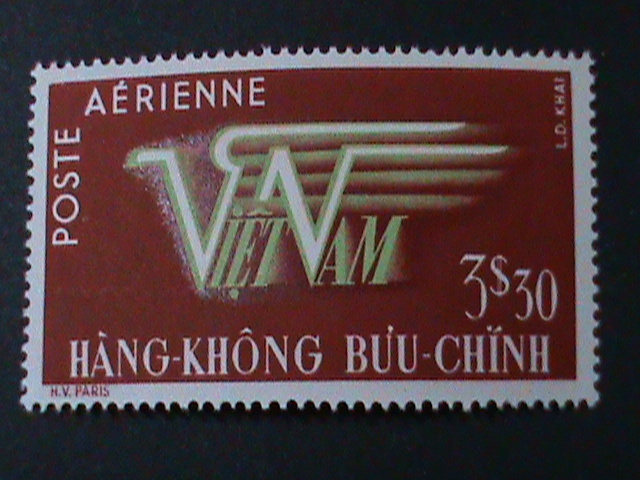 POSTE AÉRIENNE
L.D. KHAI
VIỆT NAM
3$30
HÀNG-KHÔNG BƯU-CHÍNH
H.V. PARIS